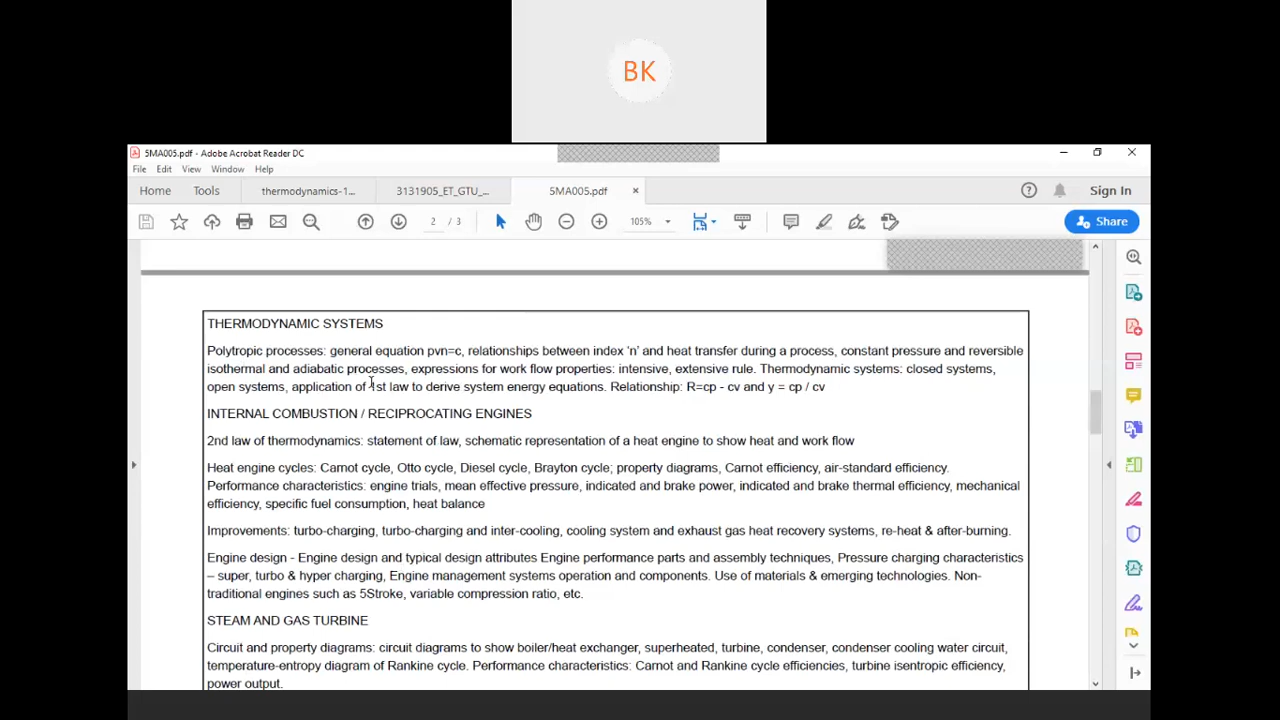 BK
5MA005.pdf - Adobe Acrobat Reader DC
File Edit View Window Help
Home Tools thermodynamics-1... 3131905_ET_GTU_... 5MA005.pdf × Sign In
2 / 3 105% Share
THERMODYNAMIC SYSTEMS
Polytropic processes: general equation pvn=c, relationships between index 'n' and heat transfer during a process, constant pressure and reversible
isothermal and adiabatic processes, expressions for work flow properties: intensive, extensive rule. Thermodynamic systems: closed systems,
open systems, application of 1st law to derive system energy equations. Relationship: R=cp - cv and y = cp / cv
INTERNAL COMBUSTION / RECIPROCATING ENGINES
2nd law of thermodynamics: statement of law, schematic representation of a heat engine to show heat and work flow
Heat engine cycles: Carnot cycle, Otto cycle, Diesel cycle, Brayton cycle; property diagrams, Carnot efficiency, air-standard efficiency.
Performance characteristics: engine trials, mean effective pressure, indicated and brake power, indicated and brake thermal efficiency, mechanical
efficiency, specific fuel consumption, heat balance
Improvements: turbo-charging, turbo-charging and inter-cooling, cooling system and exhaust gas heat recovery systems, re-heat & after-burning.
Engine design - Engine design and typical design attributes Engine performance parts and assembly techniques, Pressure charging characteristics
– super, turbo & hyper charging, Engine management systems operation and components. Use of materials & emerging technologies. Non-
traditional engines such as 5Stroke, variable compression ratio, etc.
STEAM AND GAS TURBINE
Circuit and property diagrams: circuit diagrams to show boiler/heat exchanger, superheated, turbine, condenser, condenser cooling water circuit,
temperature-entropy diagram of Rankine cycle. Performance characteristics: Carnot and Rankine cycle efficiencies, turbine isentropic efficiency,
power output.